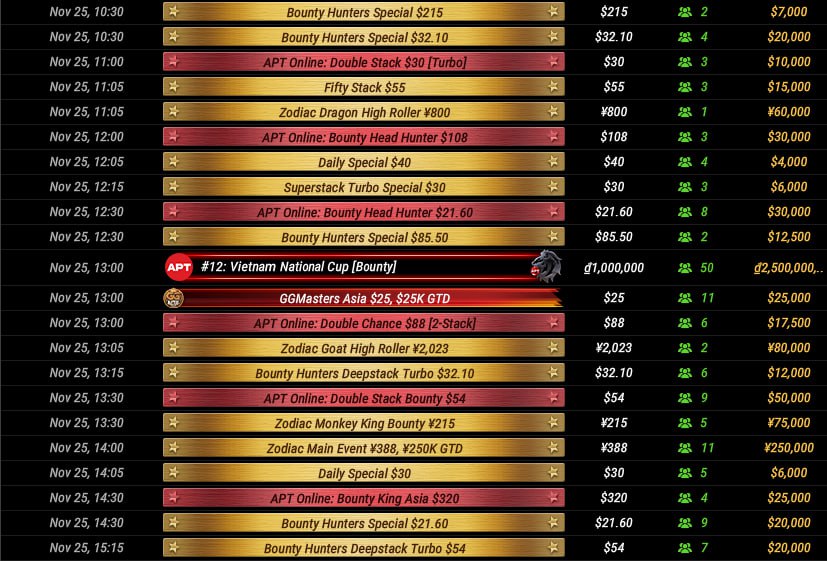 Nov 25, 10:30 Bounty Hunters Special $215 $215 2 $7,000
Nov 25, 10:30 Bounty Hunters Special $32.10 $32.10 4 $20,000
Nov 25, 11:00 APT Online: Double Stack $30 [Turbo] $30 3 $10,000
Nov 25, 11:05 Fifty Stack $55 $55 3 $15,000
Nov 25, 11:05 Zodiac Dragon High Roller ¥800 ¥800 1 ¥60,000
Nov 25, 12:00 APT Online: Bounty Head Hunter $108 $108 3 $30,000
Nov 25, 12:05 Daily Special $40 $40 4 $4,000
Nov 25, 12:15 Superstack Turbo Special $30 $30 3 $6,000
Nov 25, 12:30 APT Online: Bounty Head Hunter $21.60 $21.60 8 $30,000
Nov 25, 12:30 Bounty Hunters Special $85.50 $85.50 2 $12,500
Nov 25, 13:00 APT #12: Vietnam National Cup [Bounty] ₫1,000,000 50 ₫2,500,000,..
Nov 25, 13:00 GGMasters Asia $25, $25K GTD $25 11 $25,000
Nov 25, 13:00 APT Online: Double Chance $88 [2-Stack] $88 6 $17,500
Nov 25, 13:05 Zodiac Goat High Roller ¥2,023 ¥2,023 2 ¥80,000
Nov 25, 13:15 Bounty Hunters Deepstack Turbo $32.10 $32.10 6 $12,000
Nov 25, 13:30 APT Online: Double Stack Bounty $54 $54 9 $50,000
Nov 25, 13:30 Zodiac Monkey King Bounty ¥215 ¥215 5 ¥75,000
Nov 25, 14:00 Zodiac Main Event ¥388, ¥250K GTD ¥388 11 ¥250,000
Nov 25, 14:05 Daily Special $30 $30 5 $6,000
Nov 25, 14:30 APT Online: Bounty King Asia $320 $320 4 $25,000
Nov 25, 14:30 Bounty Hunters Special $21.60 $21.60 9 $20,000
Nov 25, 15:15 Bounty Hunters Deepstack Turbo $54 $54 7 $20,000